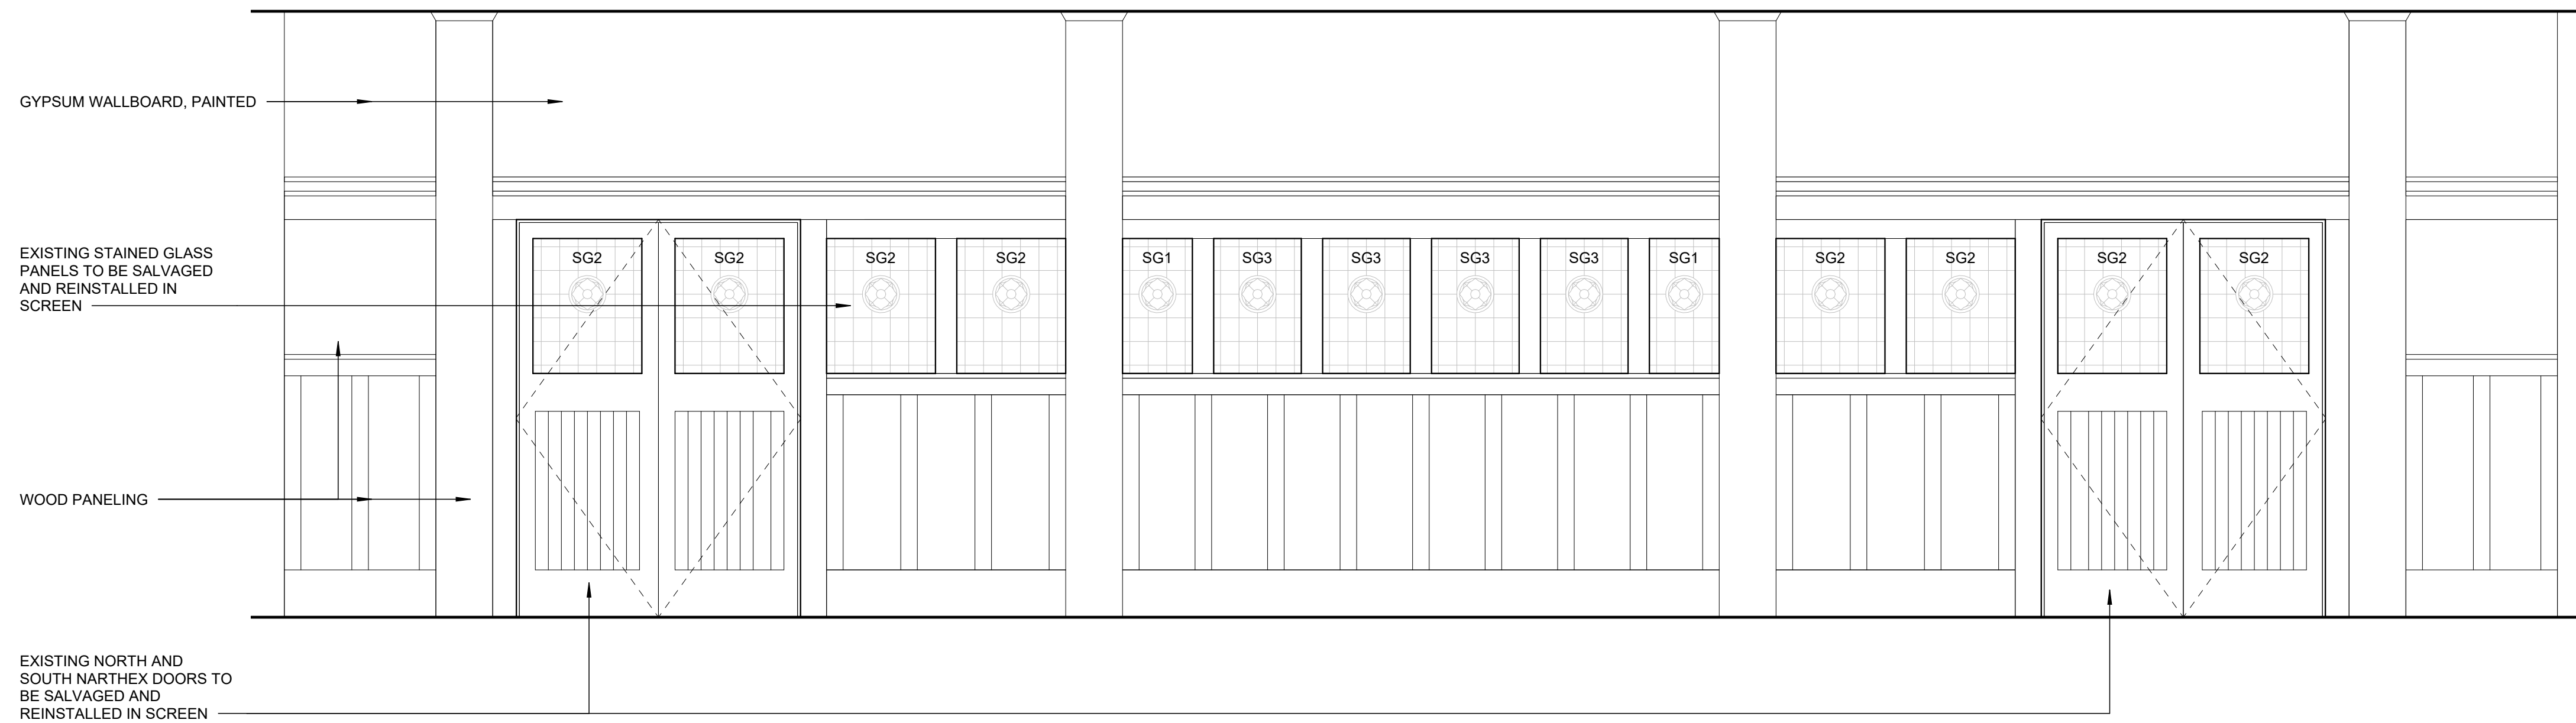 GYPSUM WALLBOARD, PAINTED
EXISTING STAINED GLASS
PANELS TO BE SALVAGED
AND REINSTALLED IN
SCREEN
SG2
SG2
SG2
SG2
SG1
SG3
SG3
SG3
SG3
SG1
SG2
SG2
SG2
SG2
WOOD PANELING
EXISTING NORTH AND
SOUTH NARTHEX DOORS TO
BE SALVAGED AND
REINSTALLED IN SCREEN